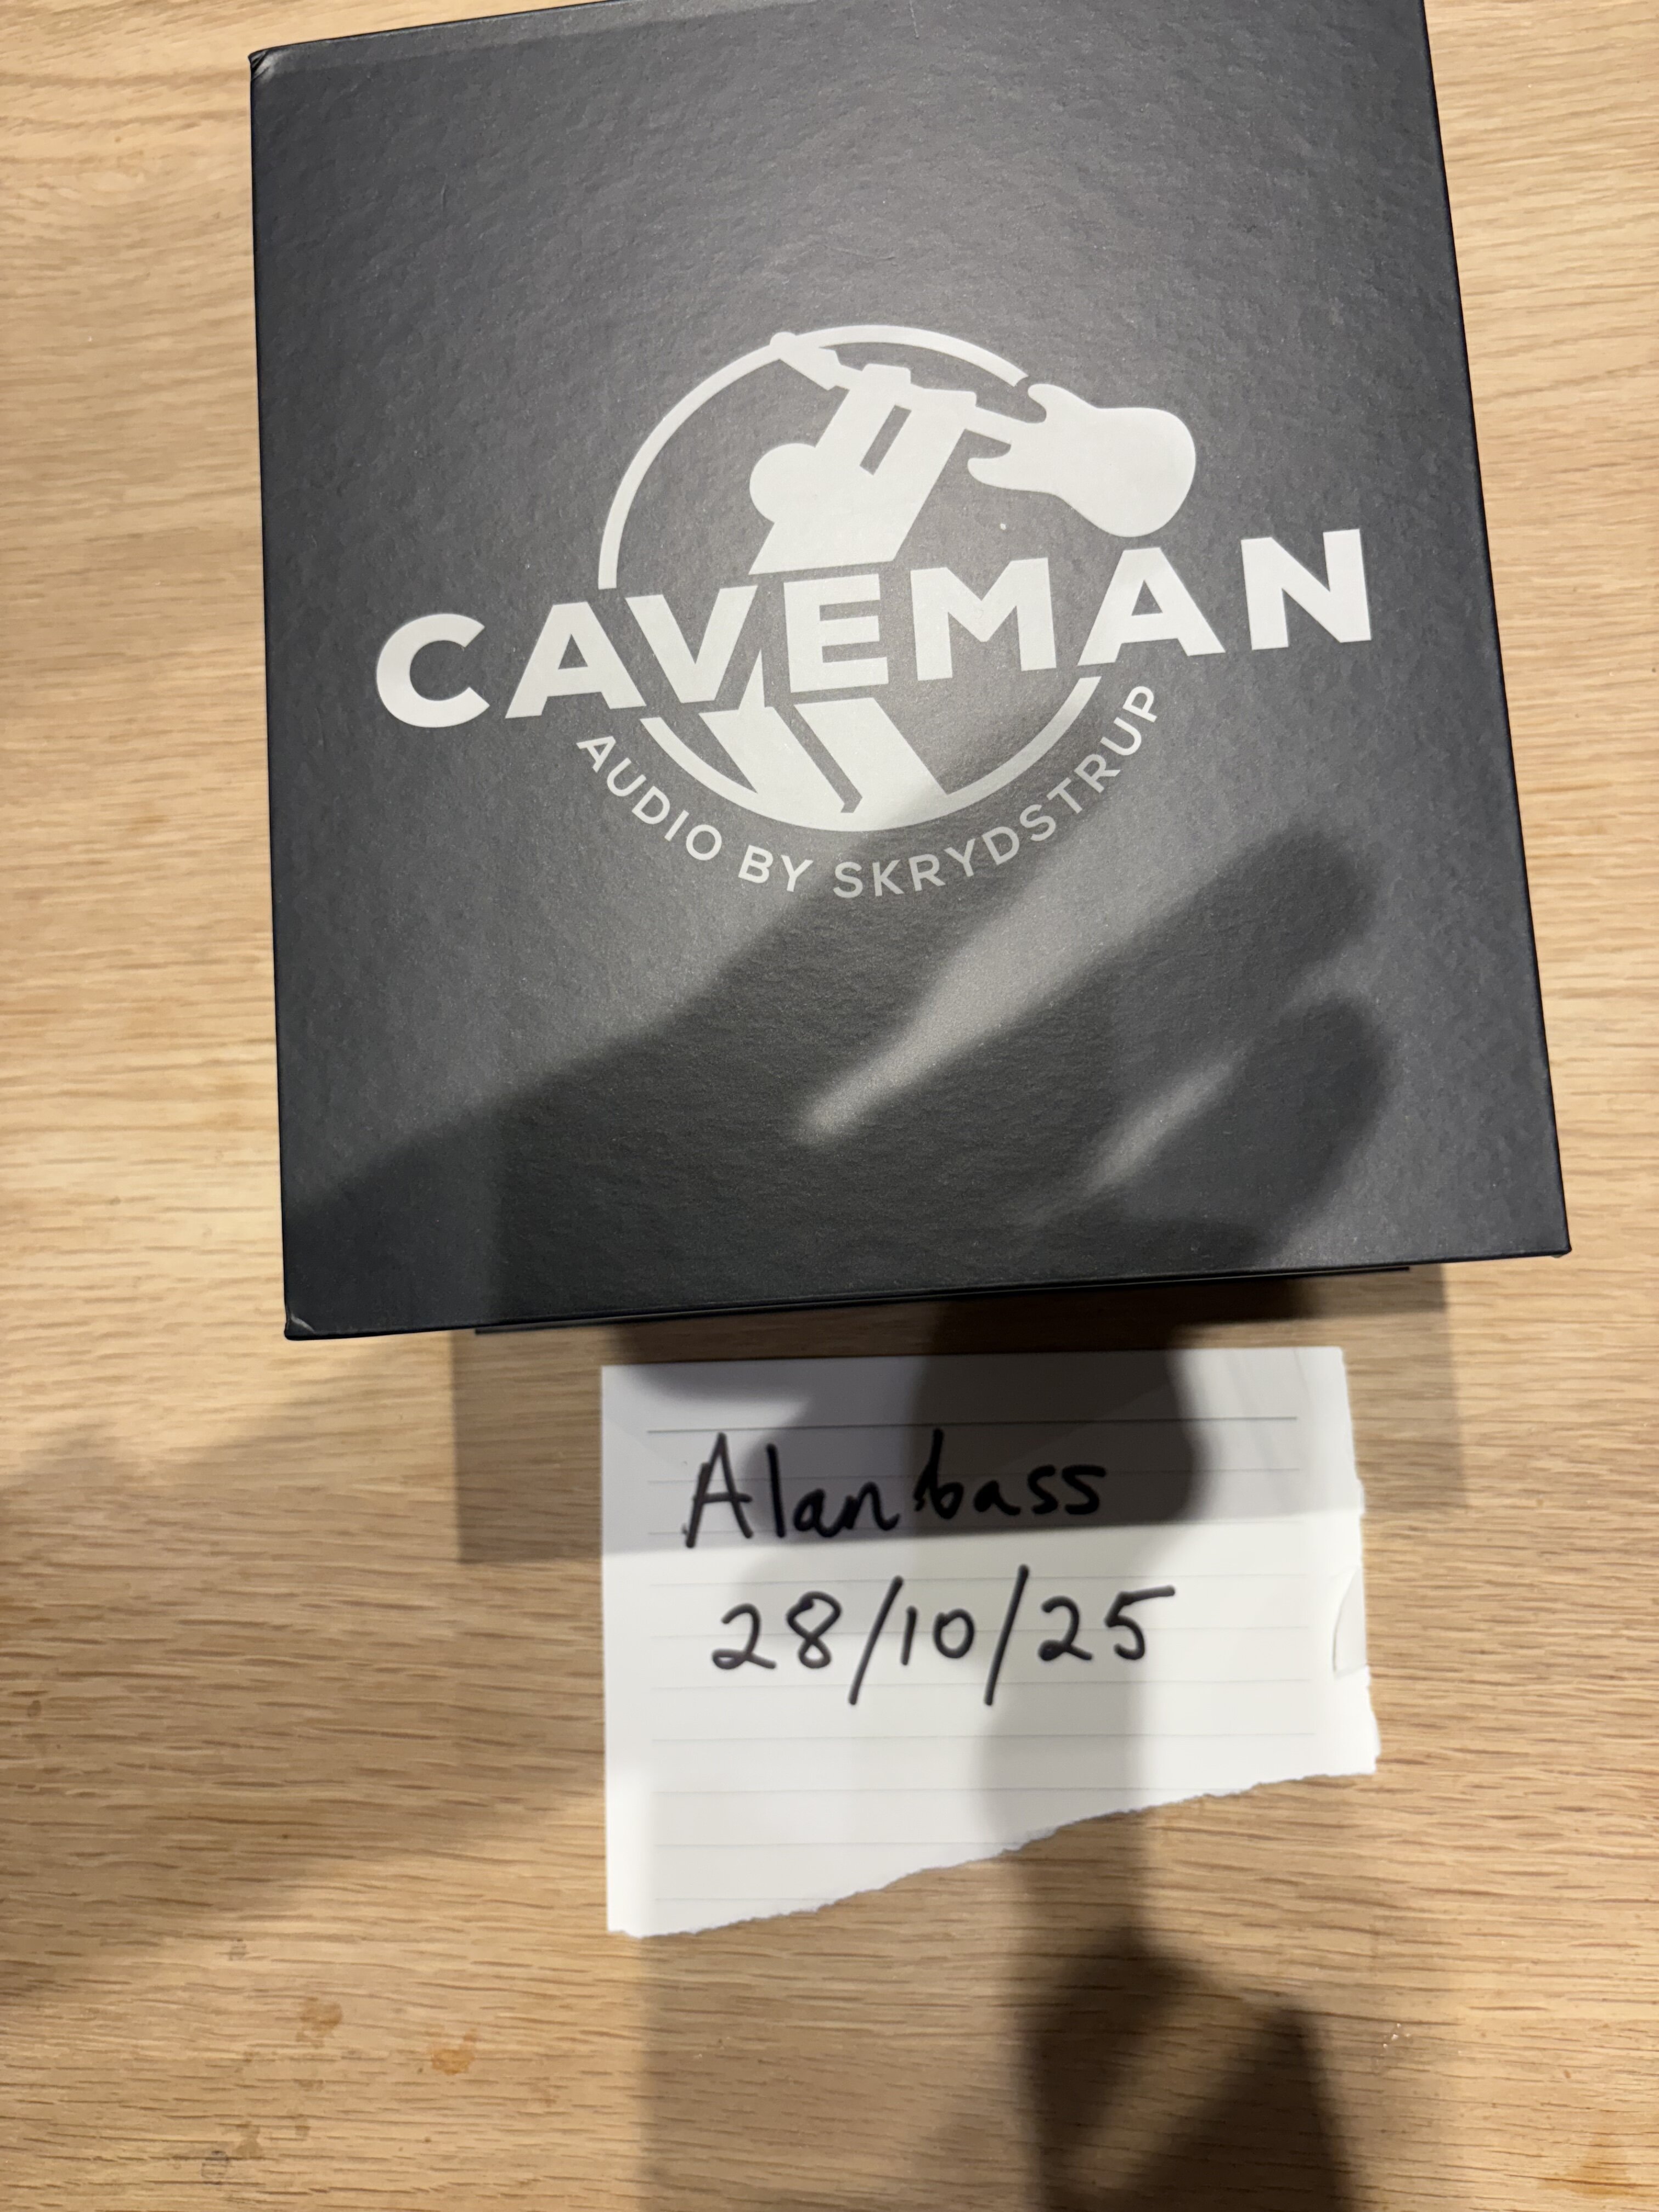 CAVEMAN
AUDIO BY SKRYDSTRUP
Alanbass
28/10/25